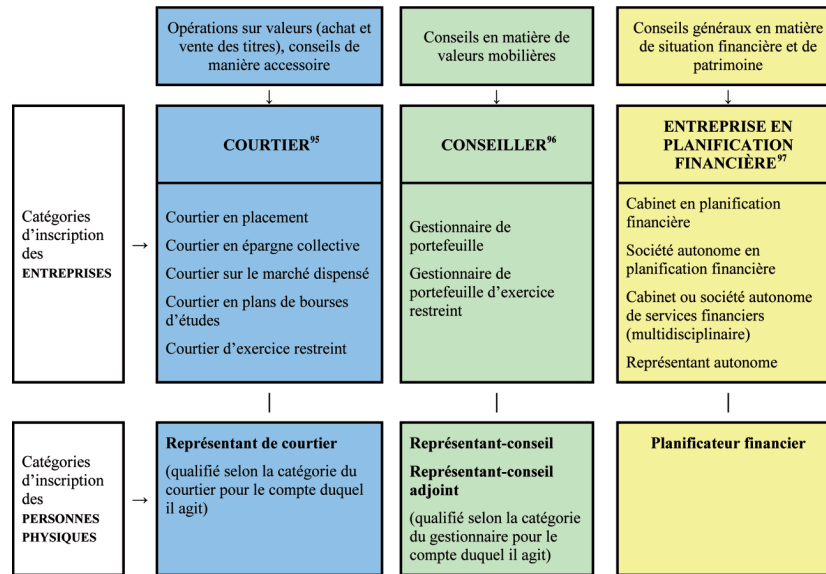 Opérations sur valeurs (achat et
vente des titres), conseils de
manière accessoire
Conseils en matière de
valeurs mobilières
Conseils généraux en matière
de situation financière et de
patrimoine
↓
↓
↓
Catégories
d’inscription
des
ENTREPRISES
→
COURTIER95
Courtier en placement
Courtier en épargne collective
Courtier sur le marché dispensé
Courtier en plans de bourses
d’études
Courtier d’exercice restreint
CONSEILLER96
Gestionnaire de
portefeuille
Gestionnaire de
portefeuille d’exercice
restreint
ENTREPRISE EN
PLANIFICATION
FINANCIÈRE97
Cabinet en planification
financière
Société autonome en
planification financière
Cabinet ou société autonome
de services financiers
(multidisciplinaire)
Représentant autonome
Catégories
d’inscription
des
PERSONNES
PHYSIQUES
→
Représentant de courtier
(qualifié selon la catégorie du
courtier pour le compte duquel
il agit)
Représentant-conseil
Représentant-conseil
adjoint
(qualifié selon la catégorie
du gestionnaire pour le
compte duquel il agit)
Planificateur financier